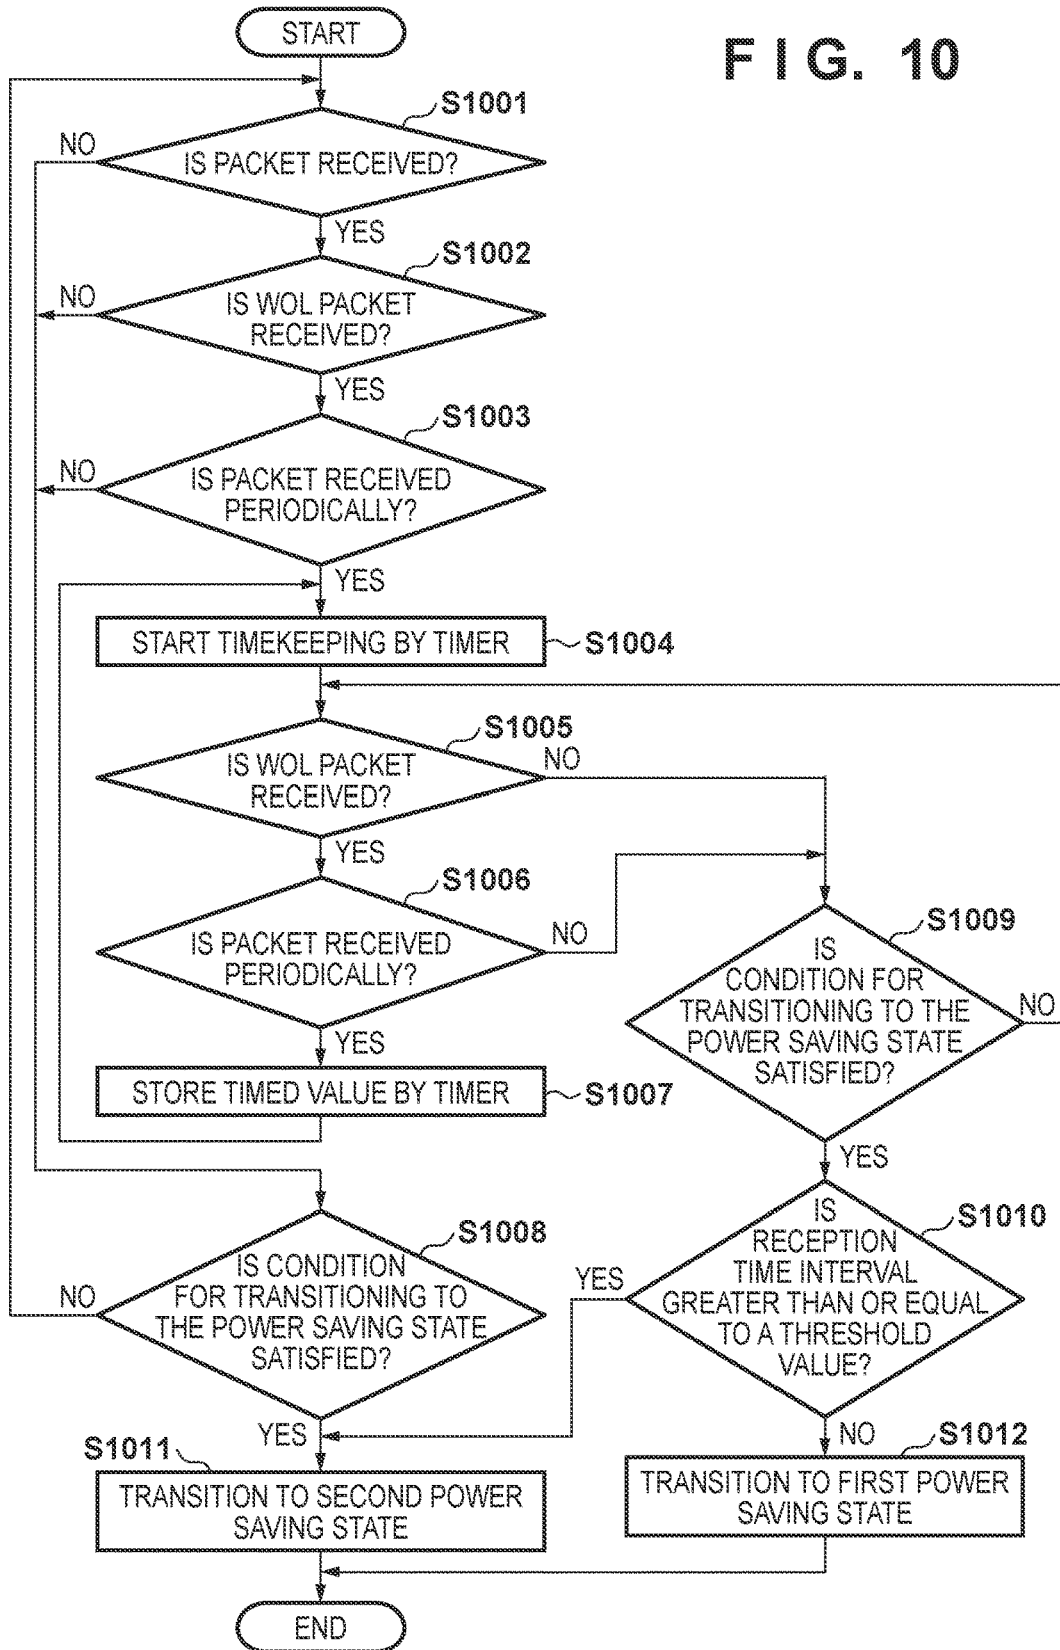 START
FIG. 10
S1001
NO
IS PACKET RECEIVED?
YES
S1002
NO
IS WOL PACKET
RECEIVED?
YES
S1003
NO
IS PACKET RECEIVED
PERIODICALLY?
YES
START TIMEKEEPING BY TIMER
S1004
S1005
NO
IS WOL PACKET
RECEIVED?
YES
S1006
IS PACKET RECEIVED
PERIODICALLY?
NO
YES
STORE TIMED VALUE BY TIMER
S1007
S1009
IS
CONDITION FOR
TRANSITIONING TO THE
POWER SAVING STATE
SATISFIED?
NO
YES
S1008
NO
IS CONDITION
FOR TRANSITIONING TO
THE POWER SAVING STATE
SATISFIED?
YES
S1010
YES
IS
RECEPTION
TIME INTERVAL
GREATER THAN OR EQUAL
TO A THRESHOLD
VALUE?
NO
S1011
TRANSITION TO SECOND POWER
SAVING STATE
S1012
TRANSITION TO FIRST POWER
SAVING STATE
END